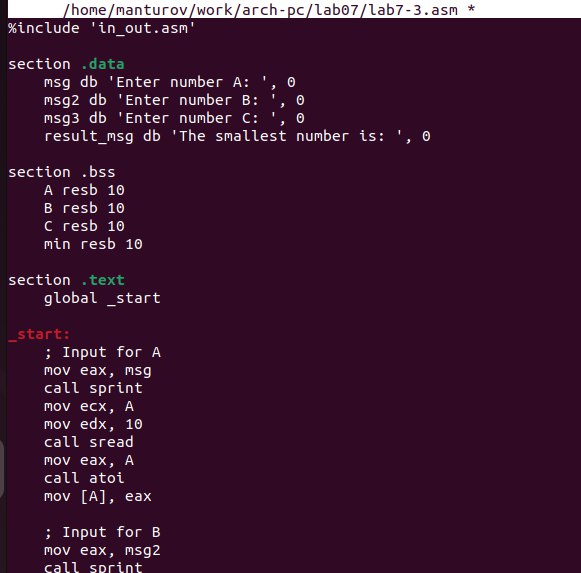 /home/manturov/work/arch-pc/lab07/lab7-3.asm *
%include 'in_out.asm'
section .data
msg db 'Enter number A: ', 0
msg2 db 'Enter number B: ', 0
msg3 db 'Enter number C: ', 0
result_msg db 'The smallest number is: ', 0
section .bss
A resb 10
B resb 10
C resb 10
min resb 10
section .text
global _start
_start:
; Input for A
mov eax, msg
call sprint
mov ecx, A
mov edx, 10
call sread
mov eax, A
call atoi
mov [A], eax
; Input for B
mov eax, msg2
call sprint